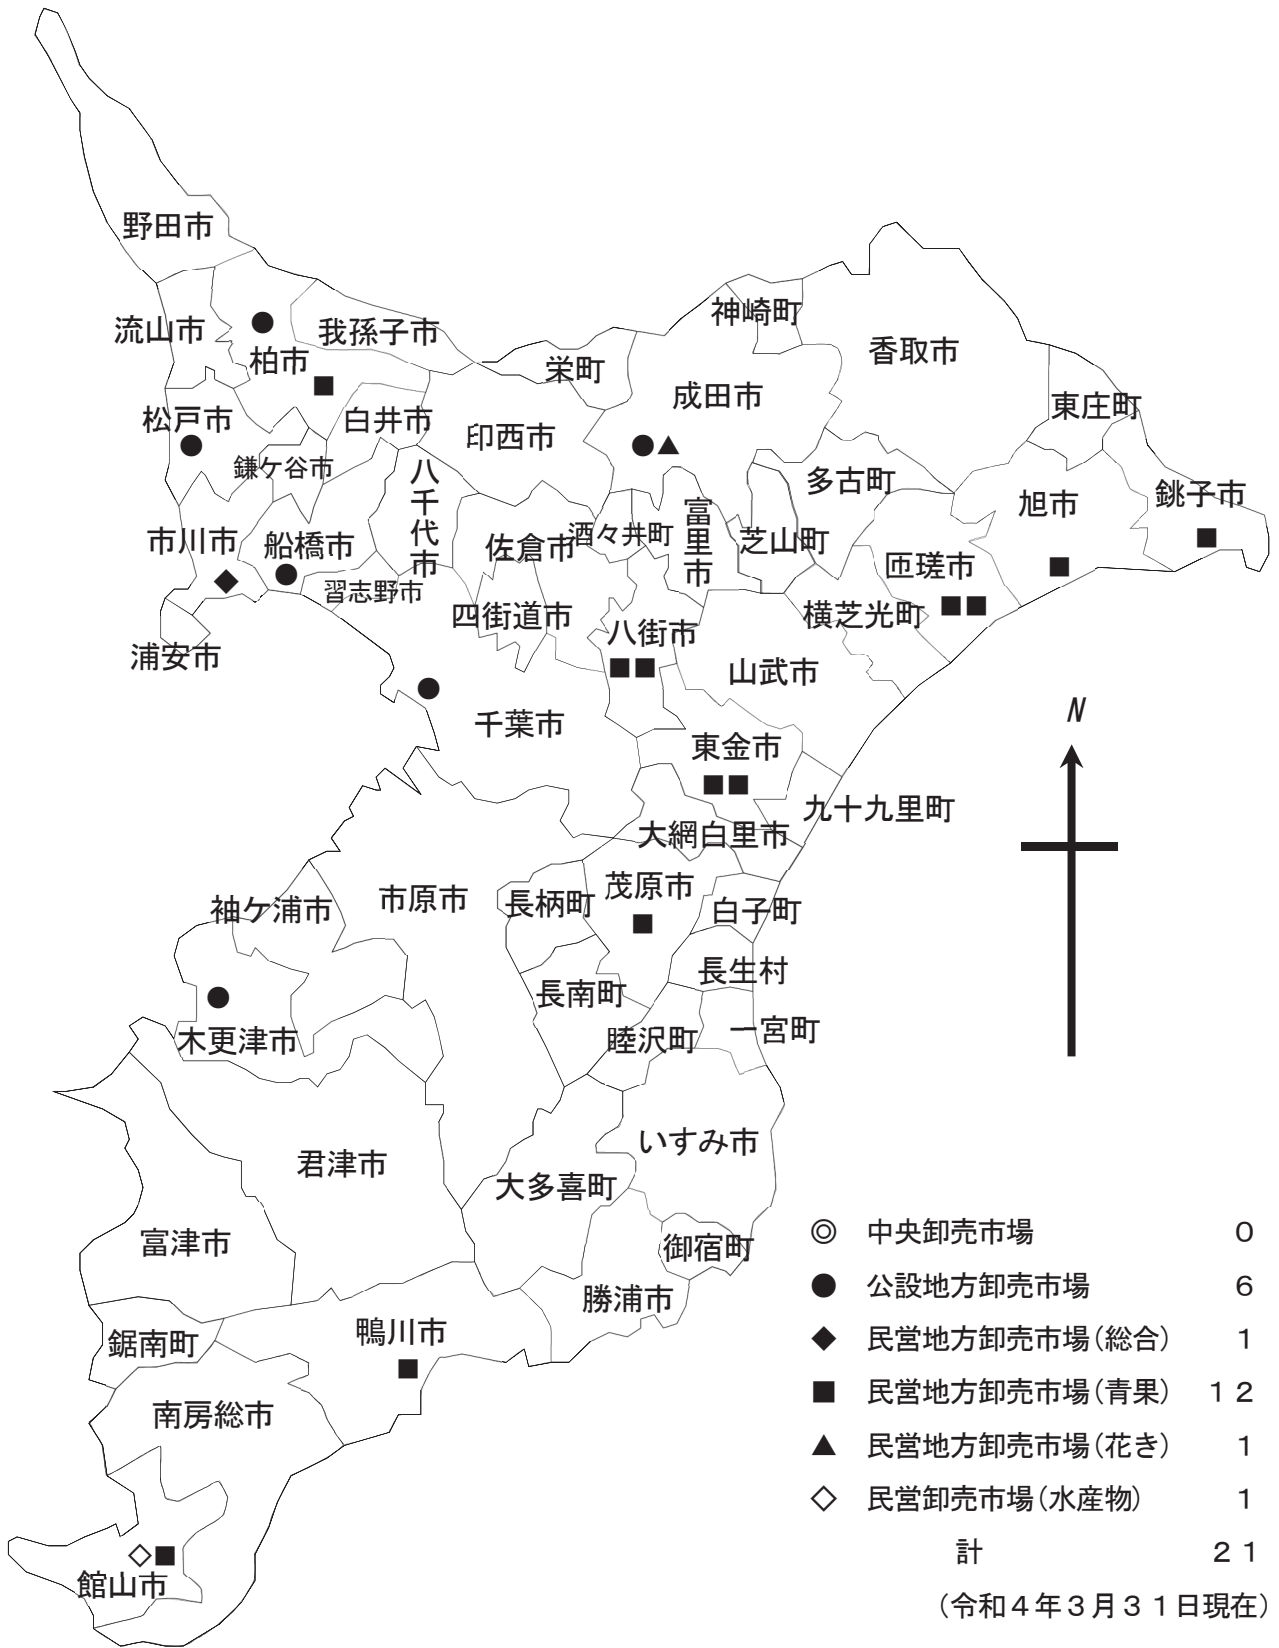 野田市
流山市
柏市
我孫子市
松戸市
鎌ケ谷市
白井市
印西市
栄町
神崎町
成田市
香取市
東庄町
多古町
旭市
銚子市
市川市
船橋市
八千代市
習志野市
佐倉市
酒々井町
富里市
芝山町
匝瑳市
横芝光町
浦安市
四街道市
八街市
山武市
千葉市
東金市
九十九里町
大網白里市
袖ケ浦市
市原市
長柄町
茂原市
白子町
長生村
長南町
睦沢町
一宮町
木更津市
君津市
いすみ市
大多喜町
富津市
御宿町
勝浦市
鋸南町
鴨川市
南房総市
館山市
N
◎ 中央卸売市場 0
● 公設地方卸売市場 6
◆ 民営地方卸売市場(総合) 1
■ 民営地方卸売市場(青果) 12
▲ 民営地方卸売市場(花き) 1
◇ 民営卸売市場(水産物) 1
計 21
(令和4年3月31日現在)